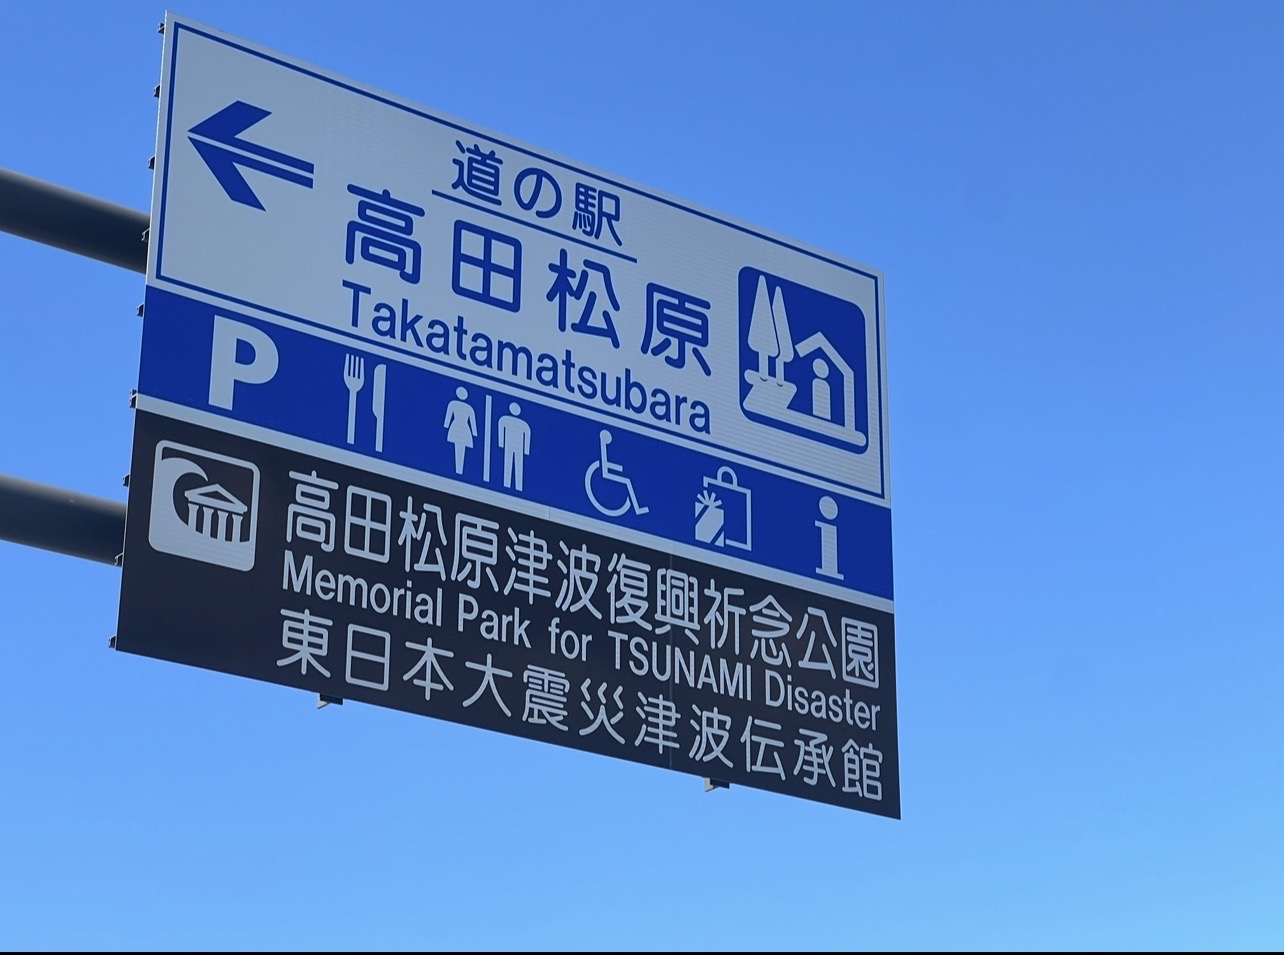 道の駅
高田松原
Takatamatsubara
P
i
高田松原津波復興祈念公園
Memorial Park for TSUNAMI Disaster
東日本大震災津波伝承館